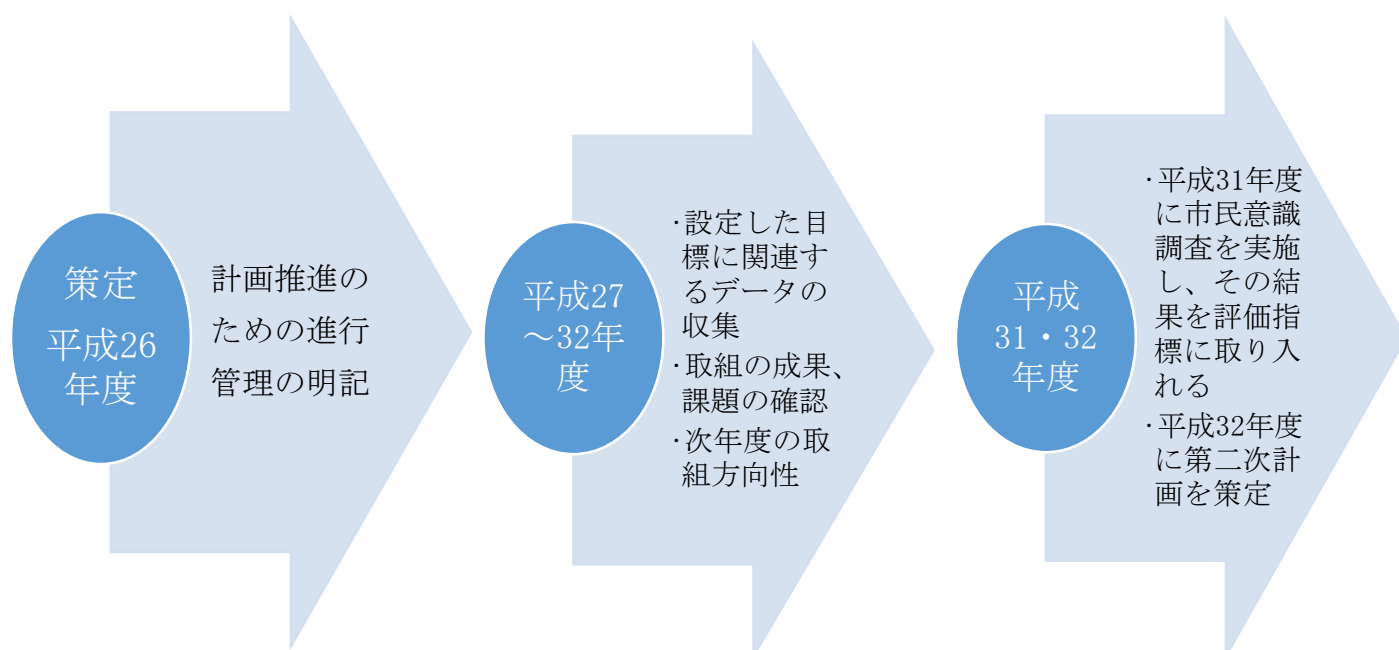 策定
平成26
年度
計画推進の
ための進行
管理の明記
平成27
～32年
度
·設定した目
標に関連す
るデータの
収集
·取組の成果、
課題の確認
·次年度の取
組方向性
平成
31・32
年度
·平成31年度
に市民意識
調査を実施
し、その結
果を評価指
標に取り入
れる
·平成32年度
に第二次計
画を策定